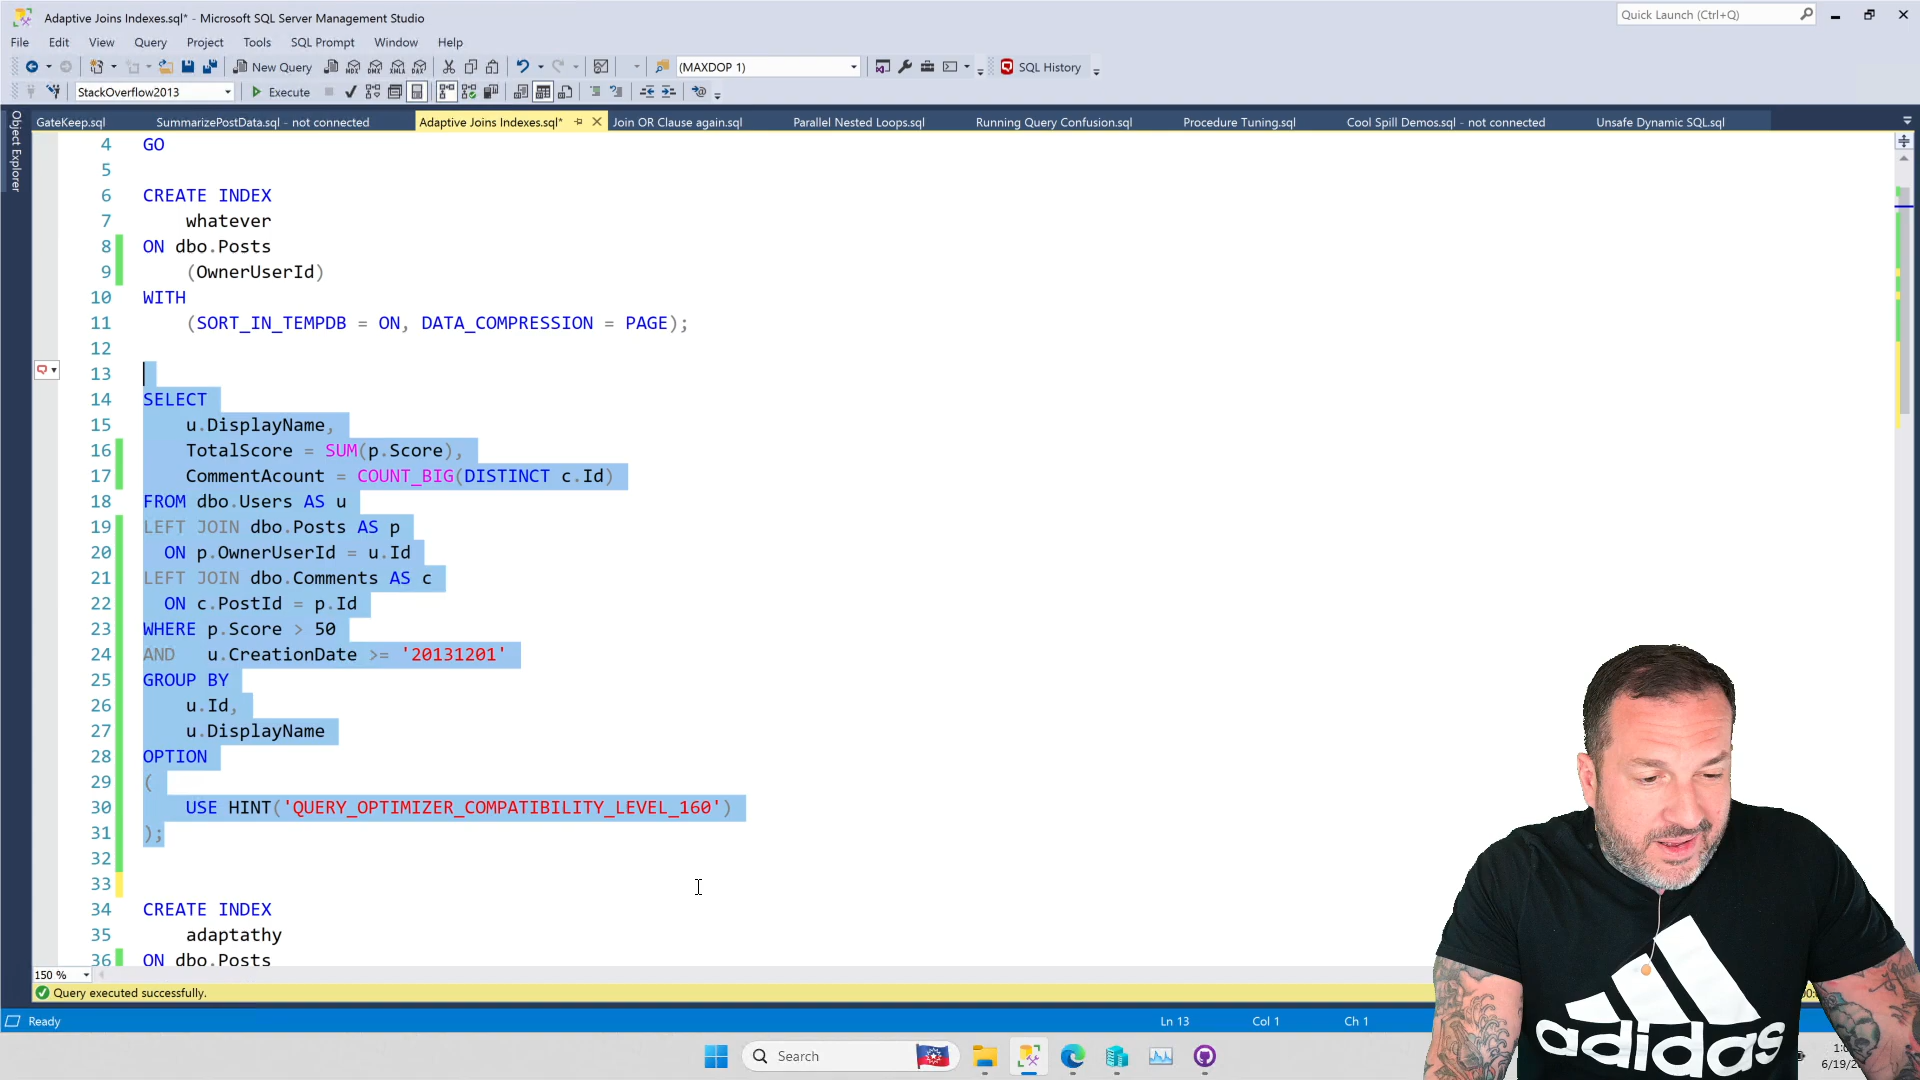 Adaptive Joins Indexes.sql* - Microsoft SQL Server Management Studio
Quick Launch (Ctrl+Q)
File Edit View Query Project Tools SQL Prompt Window Help
New Query
(MAXDOP 1)
SQL History
StackOverflow2013
Execute
Object Explorer
GateKeep.sql
SummarizePostData.sql - not connected
Adaptive Joins Indexes.sql*
Join OR Clause again.sql
Parallel Nested Loops.sql
Running Query Confusion.sql
Procedure Tuning.sql
Cool Spill Demos.sql - not connected
Unsafe Dynamic SQL.sql
4 GO
5
6 CREATE INDEX
7 whatever
8 ON dbo.Posts
9 (OwnerUserId)
10 WITH
11 (SORT_IN_TEMPDB = ON, DATA_COMPRESSION = PAGE);
12
13
14 SELECT
15 u.DisplayName,
16 TotalScore = SUM(p.Score),
17 CommentAcount = COUNT_BIG(DISTINCT c.Id)
18 FROM dbo.Users AS u
19 LEFT JOIN dbo.Posts AS p
20 ON p.OwnerUserId = u.Id
21 LEFT JOIN dbo.Comments AS c
22 ON c.PostId = p.Id
23 WHERE p.Score > 50
24 AND u.CreationDate >= '20131201'
25 GROUP BY
26 u.Id,
27 u.DisplayName
28 OPTION
29 (
30 USE HINT('QUERY_OPTIMIZER_COMPATIBILITY_LEVEL_160')
31 );
32
33
34 CREATE INDEX
35 adaptathy
36 ON dbo.Posts
150 %
Query executed successfully.
Ready
Ln 13
Col 1
Ch 1
Search
adidas